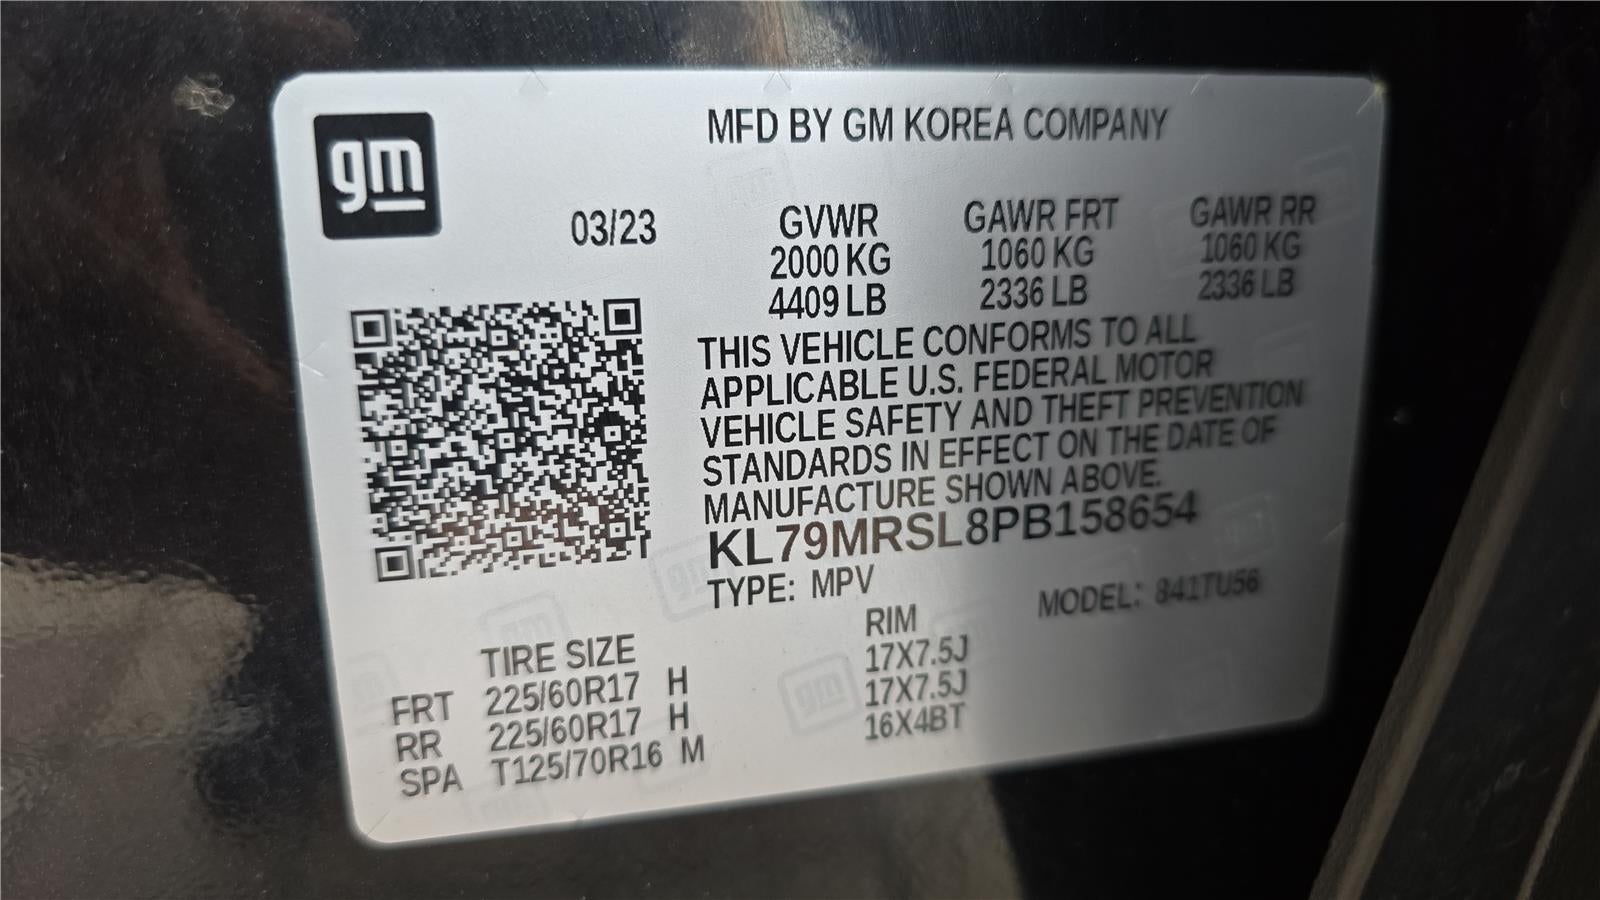 gm
MFD BY GM KOREA COMPANY
03/23 GVWR GAWR FRT GAWR RR
2000 KG 1060 KG 1060 KG
4409 LB 2336 LB 2336 LB
THIS VEHICLE CONFORMS TO ALL
APPLICABLE U.S. FEDERAL MOTOR
VEHICLE SAFETY AND THEFT PREVENTION
STANDARDS IN EFFECT ON THE DATE OF
MANUFACTURE SHOWN ABOVE.
KL79MRSL8PB158654
TYPE: MPV MODEL: 841TU56
TIRE SIZE RIM
FRT 225/60R17 H 17X7.5J
RR 225/60R17 H 17X7.5J
SPA T125/70R16 M 16X4BT